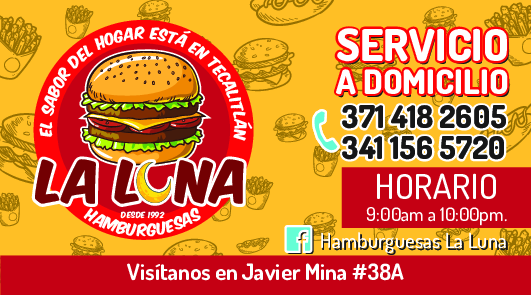 EL SABOR DEL HOGAR ESTÁ EN TECALITLÁN
LA LUNA
DESDE 1992
HAMBURGUESAS
SERVICIO
A DOMICILIO
371 418 2605
341 156 5720
HORARIO
9:00am a 10:00pm.
Hamburguesas La Luna
Visítanos en Javier Mina #38A